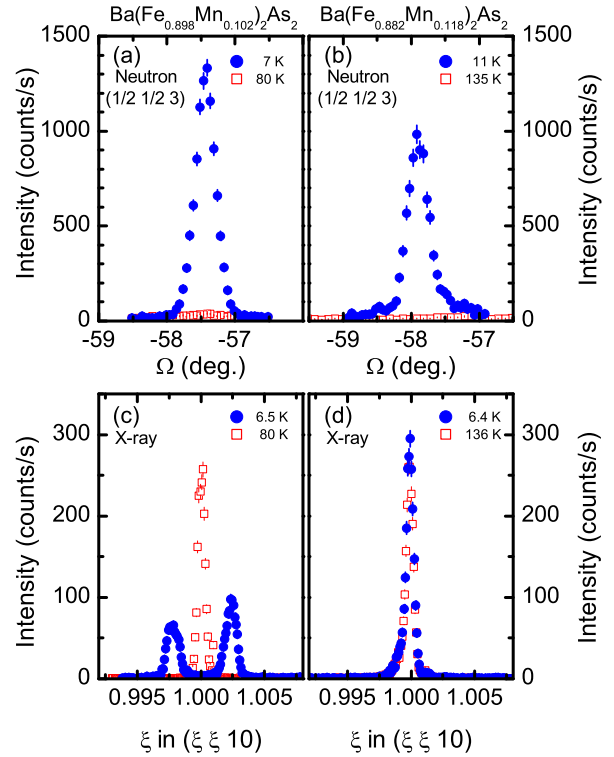 Ba(Fe0.898Mn0.102)2As2 Ba(Fe0.882Mn0.118)2As2
1500 (a) 7 K (b) 11 K 1500
Neutron 80 K Neutron 135 K
(1/2 1/2 3) (1/2 1/2 3)
Intensity (counts/s) Intensity (counts/s)
1000 1000
500 500
0 0
-59 -58 -57 -59 -58 -57
Ω (deg.) Ω (deg.)
(c) 6.5 K (d) 6.4 K
X-ray 80 K X-ray 136 K
300 300
Intensity (counts/s) Intensity (counts/s)
200 200
100 100
0 0
0.995 1.000 1.005 0.995 1.000 1.005
ξ in (ξ ξ 10) ξ in (ξ ξ 10)